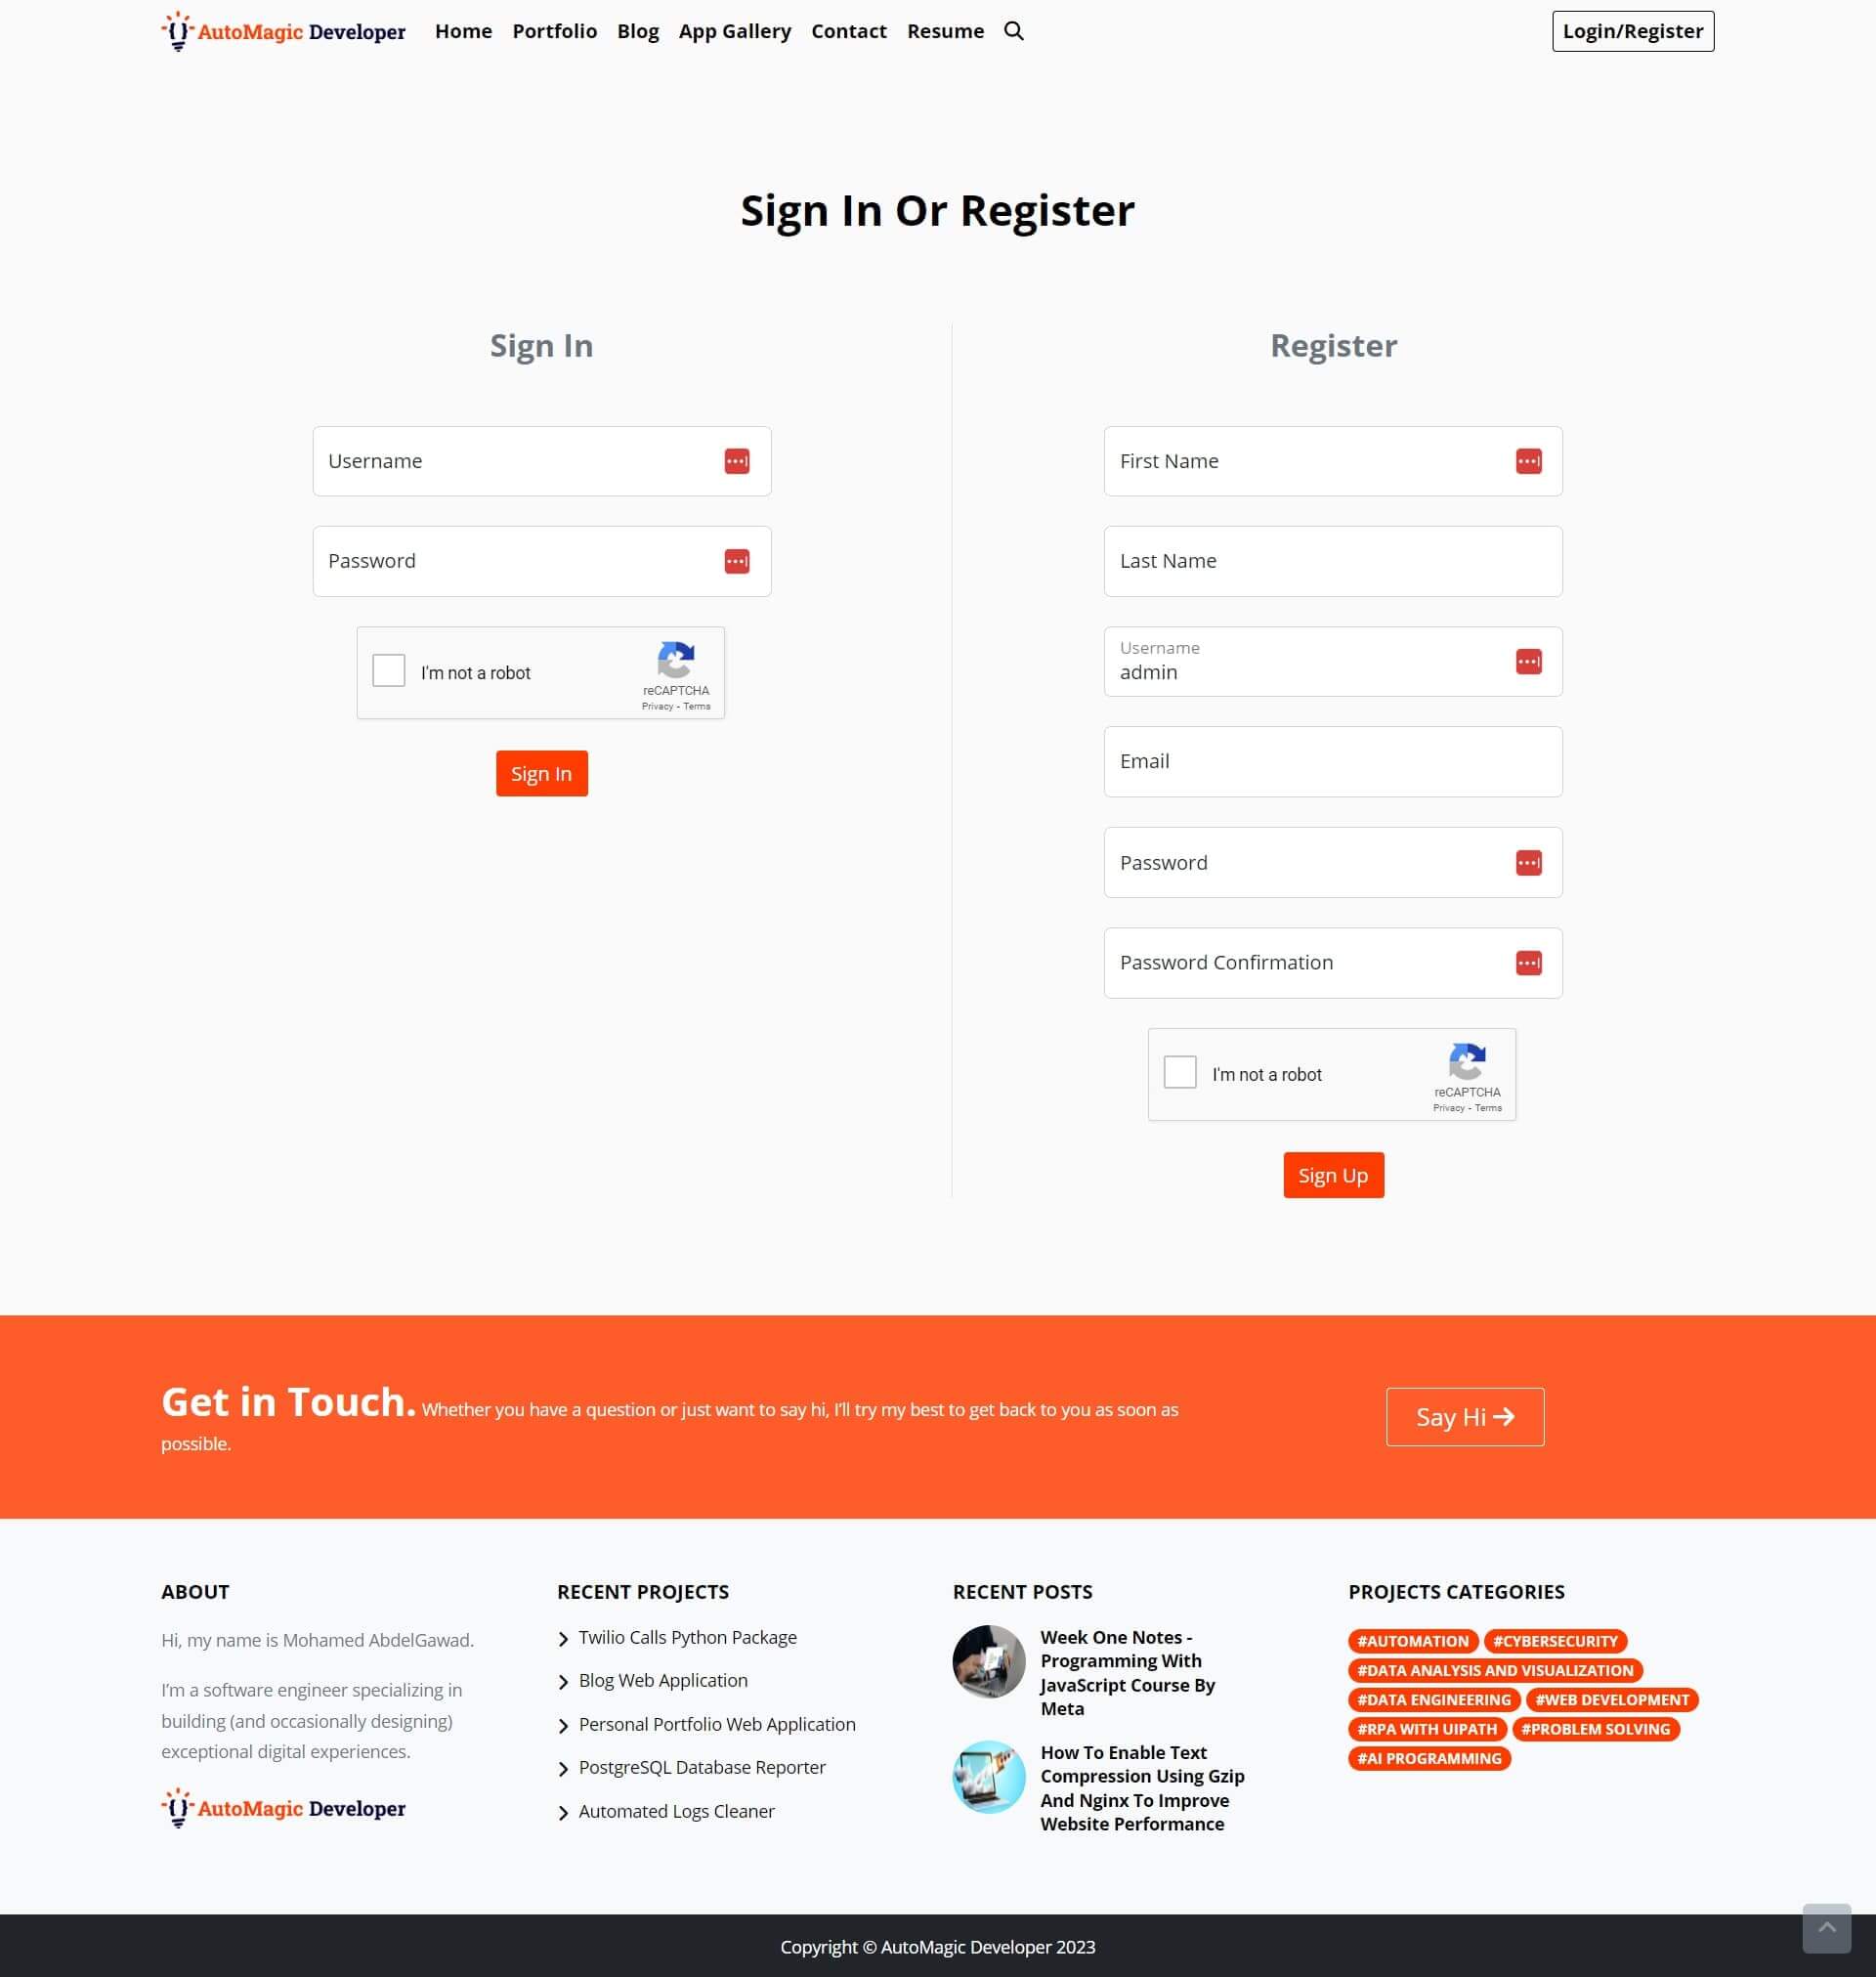 AutoMagic Developer Home Portfolio Blog App Gallery Contact Resume Login/Register
Sign In Or Register
Sign In
Username
Password
I'm not a robot
reCAPTCHA
Privacy - Terms
Sign In
Register
First Name
Last Name
Username
admin
Email
Password
Password Confirmation
I'm not a robot
reCAPTCHA
Privacy - Terms
Sign Up
Get in Touch. Whether you have a question or just want to say hi, I'll try my best to get back to you as soon as
possible.
Say Hi
ABOUT
Hi, my name is Mohamed AbdelGawad.
I'm a software engineer specializing in
building (and occasionally designing)
exceptional digital experiences.
AutoMagic Developer
RECENT PROJECTS
Twilio Calls Python Package
Blog Web Application
Personal Portfolio Web Application
PostgreSQL Database Reporter
Automated Logs Cleaner
RECENT POSTS
Week One Notes -
Programming With
JavaScript Course By
Meta
How To Enable Text
Compression Using Gzip
And Nginx To Improve
Website Performance
PROJECTS CATEGORIES
#AUTOMATION #CYBERSECURITY
#DATA ANALYSIS AND VISUALIZATION
#DATA ENGINEERING #WEB DEVELOPMENT
#RPA WITH UIPATH #PROBLEM SOLVING
#AI PROGRAMMING
Copyright © AutoMagic Developer 2023